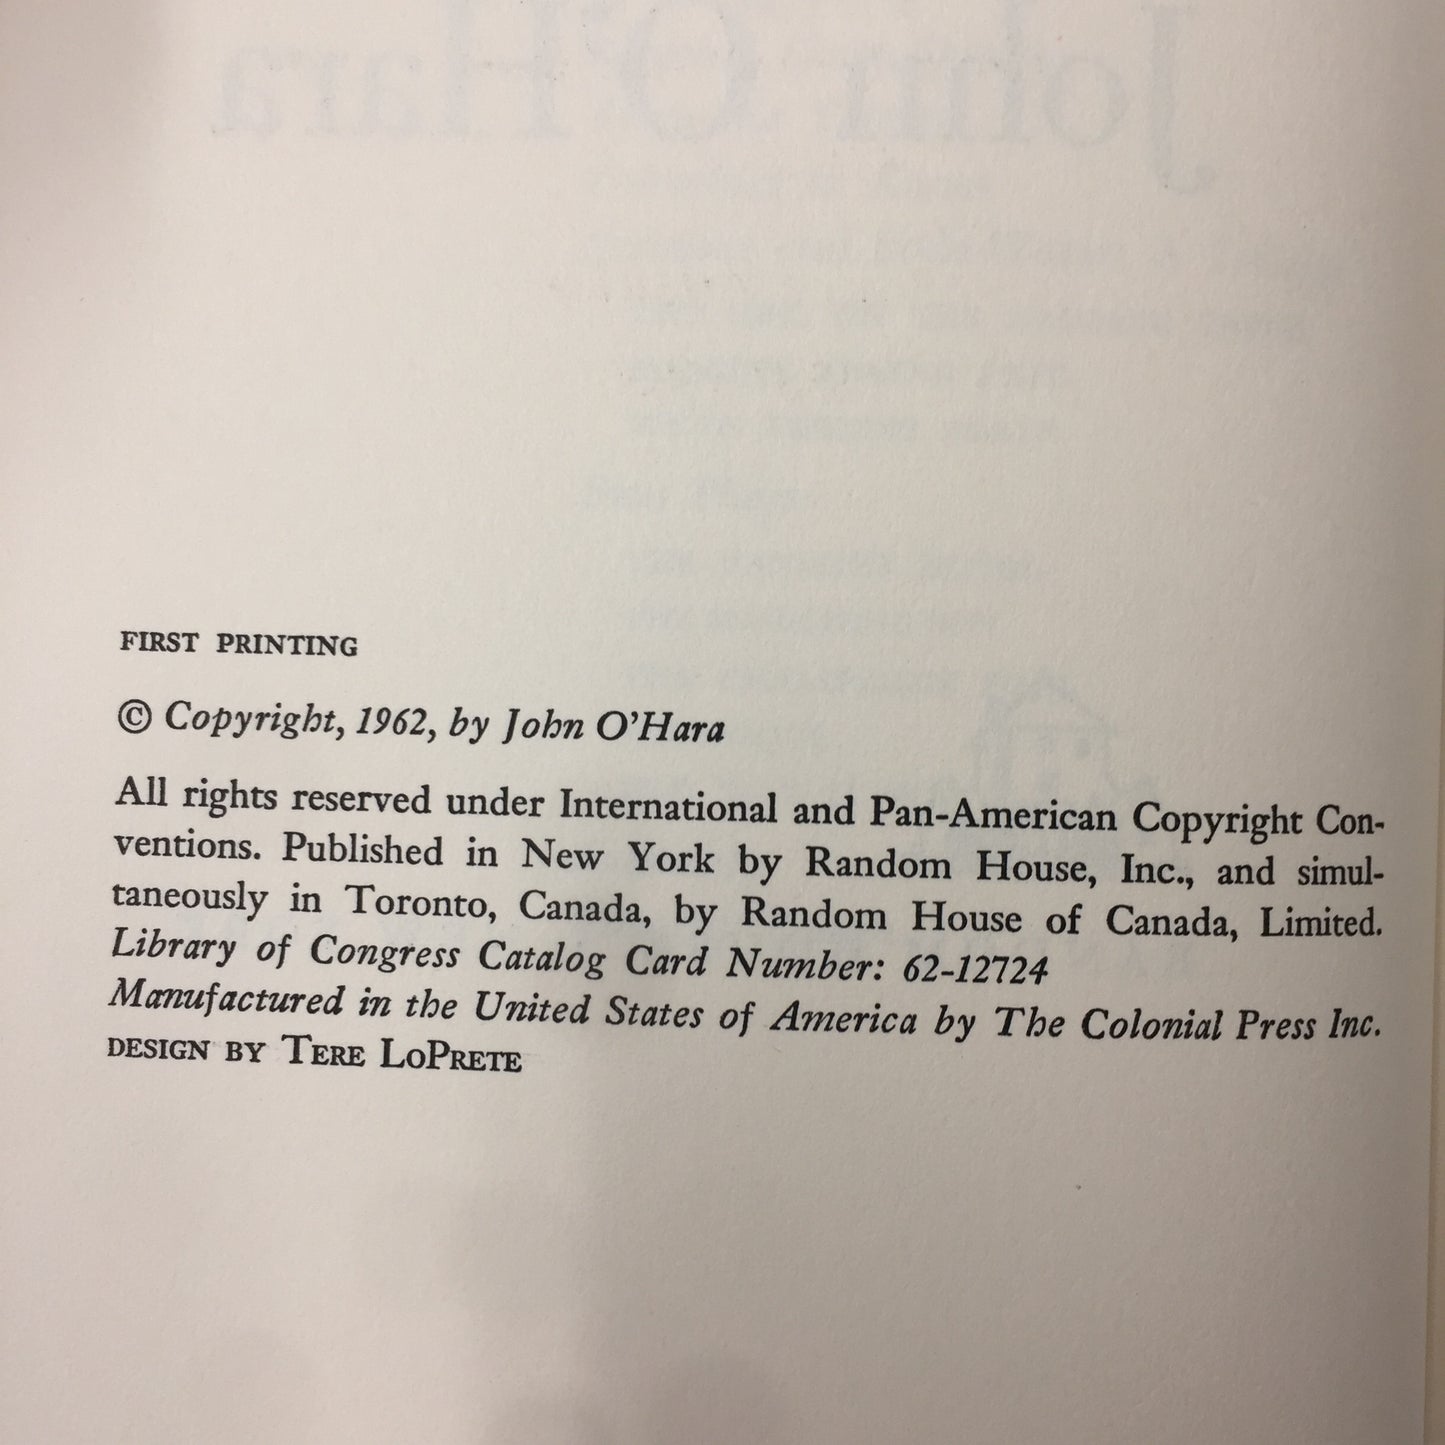 FIRST PRINTING
© Copyright, 1962, by John O'Hara
All rights reserved under International and Pan-American Copyright Con-
ventions. Published in New York by Random House, Inc., and simul-
taneously in Toronto, Canada, by Random House of Canada, Limited.
Library of Congress Catalog Card Number: 62-12724
Manufactured in the United States of America by The Colonial Press Inc.
DESIGN BY TERE LOPRETE